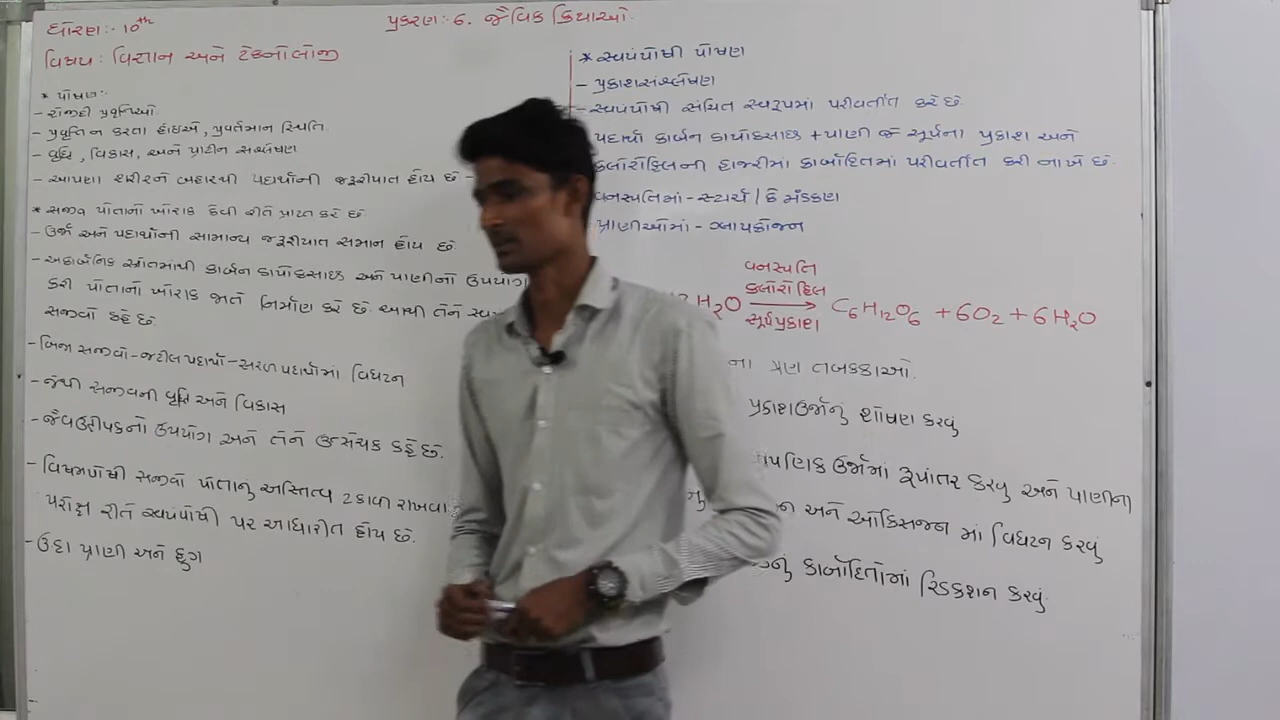 ધોરણ:- 10th
પ્રકરણ:- 6. જૈવિક ક્રિયાઓ.
વિષય: વિજ્ઞાન અને ટેકનોલોજી
* પોષણ:-
- રોજીંદી પ્રવૃત્તિઓ.
- પ્રવૃત્તિ ન કરતા હોઇએ, પ્રવર્તમાન સ્થિતિ
- વૃદ્ધિ, વિકાસ, અને પ્રોટીન સંશ્લેષણ
- આપણા શરીરને બહારથી પદાર્થોની જરૂરીયાત હોય છે -
* સજીવ પોતાનો ખોરાક કેવી રીતે પ્રાપ્ત કરે છે
- ઉર્જા અને પદાર્થોની સામાન્ય જરૂરીયાત સમાન હોય છે
- અકાર્બનિક સ્ત્રોતમાંથી કાર્બન ડાયોક્સાઇડ અને પાણીનો ઉપયોગ
કરી પોતાનો ખોરાક જાતે નિર્માણ કરે છે. આથી તેને
સજીવો કહે છે.
- બિજા સજીવો - જટીલ પદાર્થો - સરળ પદાર્થોમાં વિઘટન
- જેથી સજીવની વૃદ્ધિ અને વિકાસ
- જૈવ ઉદ્દીપકનો ઉપયોગ અને તેને ઉત્સેચક કહે છે.
- વિષમપોષી સજીવો પોતાનુ અસ્તિત્વ ટકાવી રાખવા
પરોક્ષ રીતે સ્વયંપોષી પર આધારીત હોય છે.
- ઉદા પ્રાણી અને ફુગ
* સ્વયંપોષી પોષણ
- પ્રકાશસંશ્લેષણ
- સ્વયંપોષી સંચિત સ્વરૂપમાં પરીવર્તીત કરે છે.
પદાર્થો કાર્બન ડાયોક્સાઇડ + પાણી જે સૂર્યના પ્રકાશ અને
ક્લોરોફિલની હાજરીમાં કાર્બોદિતમાં પરીવર્તીત કરી નાખે છે.
વનસ્પતિમાં - સ્ટાર્ચ /
પ્રાણીઓમાં - ગ્લાયકોજન
વનસ્પતિ
ક્લોરોફિલ
H2O ⟶ C6H12O6 + 6O2 + 6H2O
સૂર્યપ્રકાશ
ના ત્રણ તબક્કાઓ.
પ્રકાશઉર્જાનું શોષણ કરવું
ઉર્જામાં રૂપાંતર કરવુ અને પાણીના
અને ઓક્સિજન માં વિઘટન કરવું
કાર્બોદિતોમાં રિડક્શન કરવું.